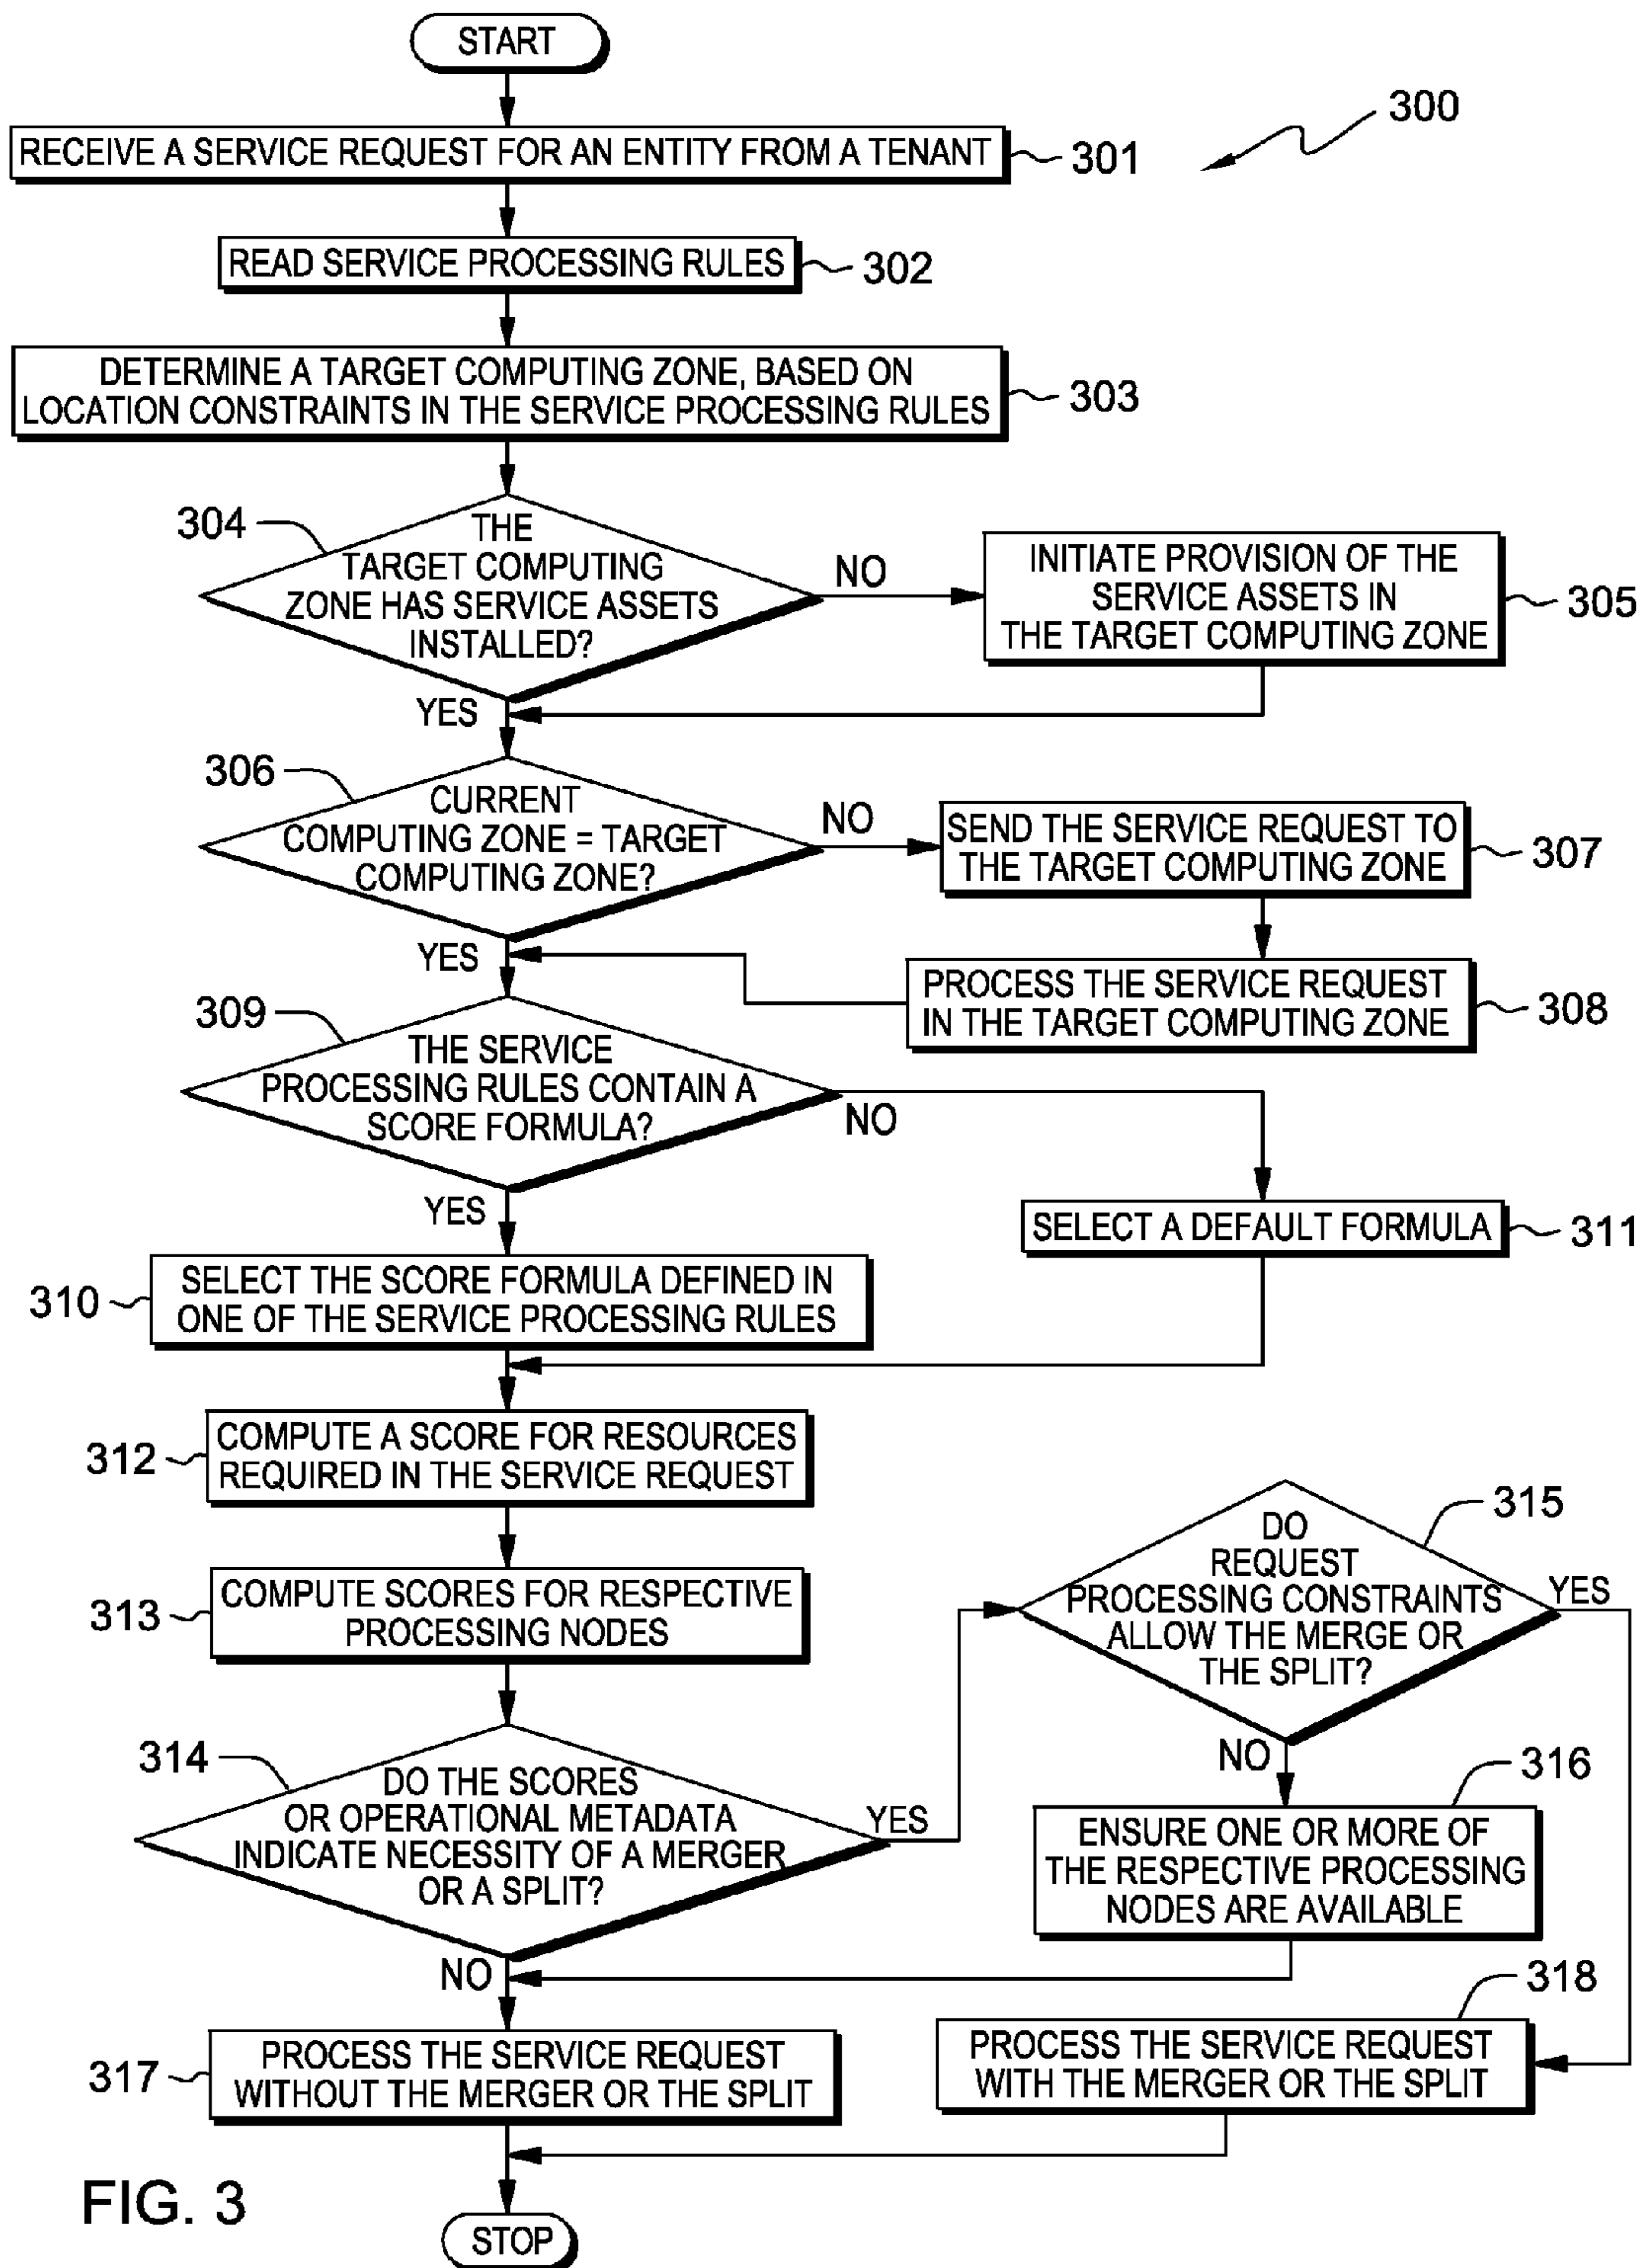 START
300
RECEIVE A SERVICE REQUEST FOR AN ENTITY FROM A TENANT
301
READ SERVICE PROCESSING RULES
302
DETERMINE A TARGET COMPUTING ZONE, BASED ON
LOCATION CONSTRAINTS IN THE SERVICE PROCESSING RULES
303
304
THE
TARGET COMPUTING
ZONE HAS SERVICE ASSETS
INSTALLED?
NO
INITIATE PROVISION OF THE
SERVICE ASSETS IN
THE TARGET COMPUTING ZONE
305
YES
306
CURRENT
COMPUTING ZONE = TARGET
COMPUTING ZONE?
NO
SEND THE SERVICE REQUEST TO
THE TARGET COMPUTING ZONE
307
YES
PROCESS THE SERVICE REQUEST
IN THE TARGET COMPUTING ZONE
308
309
THE SERVICE
PROCESSING RULES CONTAIN A
SCORE FORMULA?
NO
YES
SELECT A DEFAULT FORMULA
311
310
SELECT THE SCORE FORMULA DEFINED IN
ONE OF THE SERVICE PROCESSING RULES
312
COMPUTE A SCORE FOR RESOURCES
REQUIRED IN THE SERVICE REQUEST
313
COMPUTE SCORES FOR RESPECTIVE
PROCESSING NODES
315
DO
REQUEST
PROCESSING CONSTRAINTS
ALLOW THE MERGE OR
THE SPLIT?
YES
NO
314
DO THE SCORES
OR OPERATIONAL METADATA
INDICATE NECESSITY OF A MERGER
OR A SPLIT?
YES
316
ENSURE ONE OR MORE OF
THE RESPECTIVE PROCESSING
NODES ARE AVAILABLE
NO
318
317
PROCESS THE SERVICE REQUEST
WITHOUT THE MERGER OR THE SPLIT
PROCESS THE SERVICE REQUEST
WITH THE MERGER OR THE SPLIT
FIG. 3
STOP